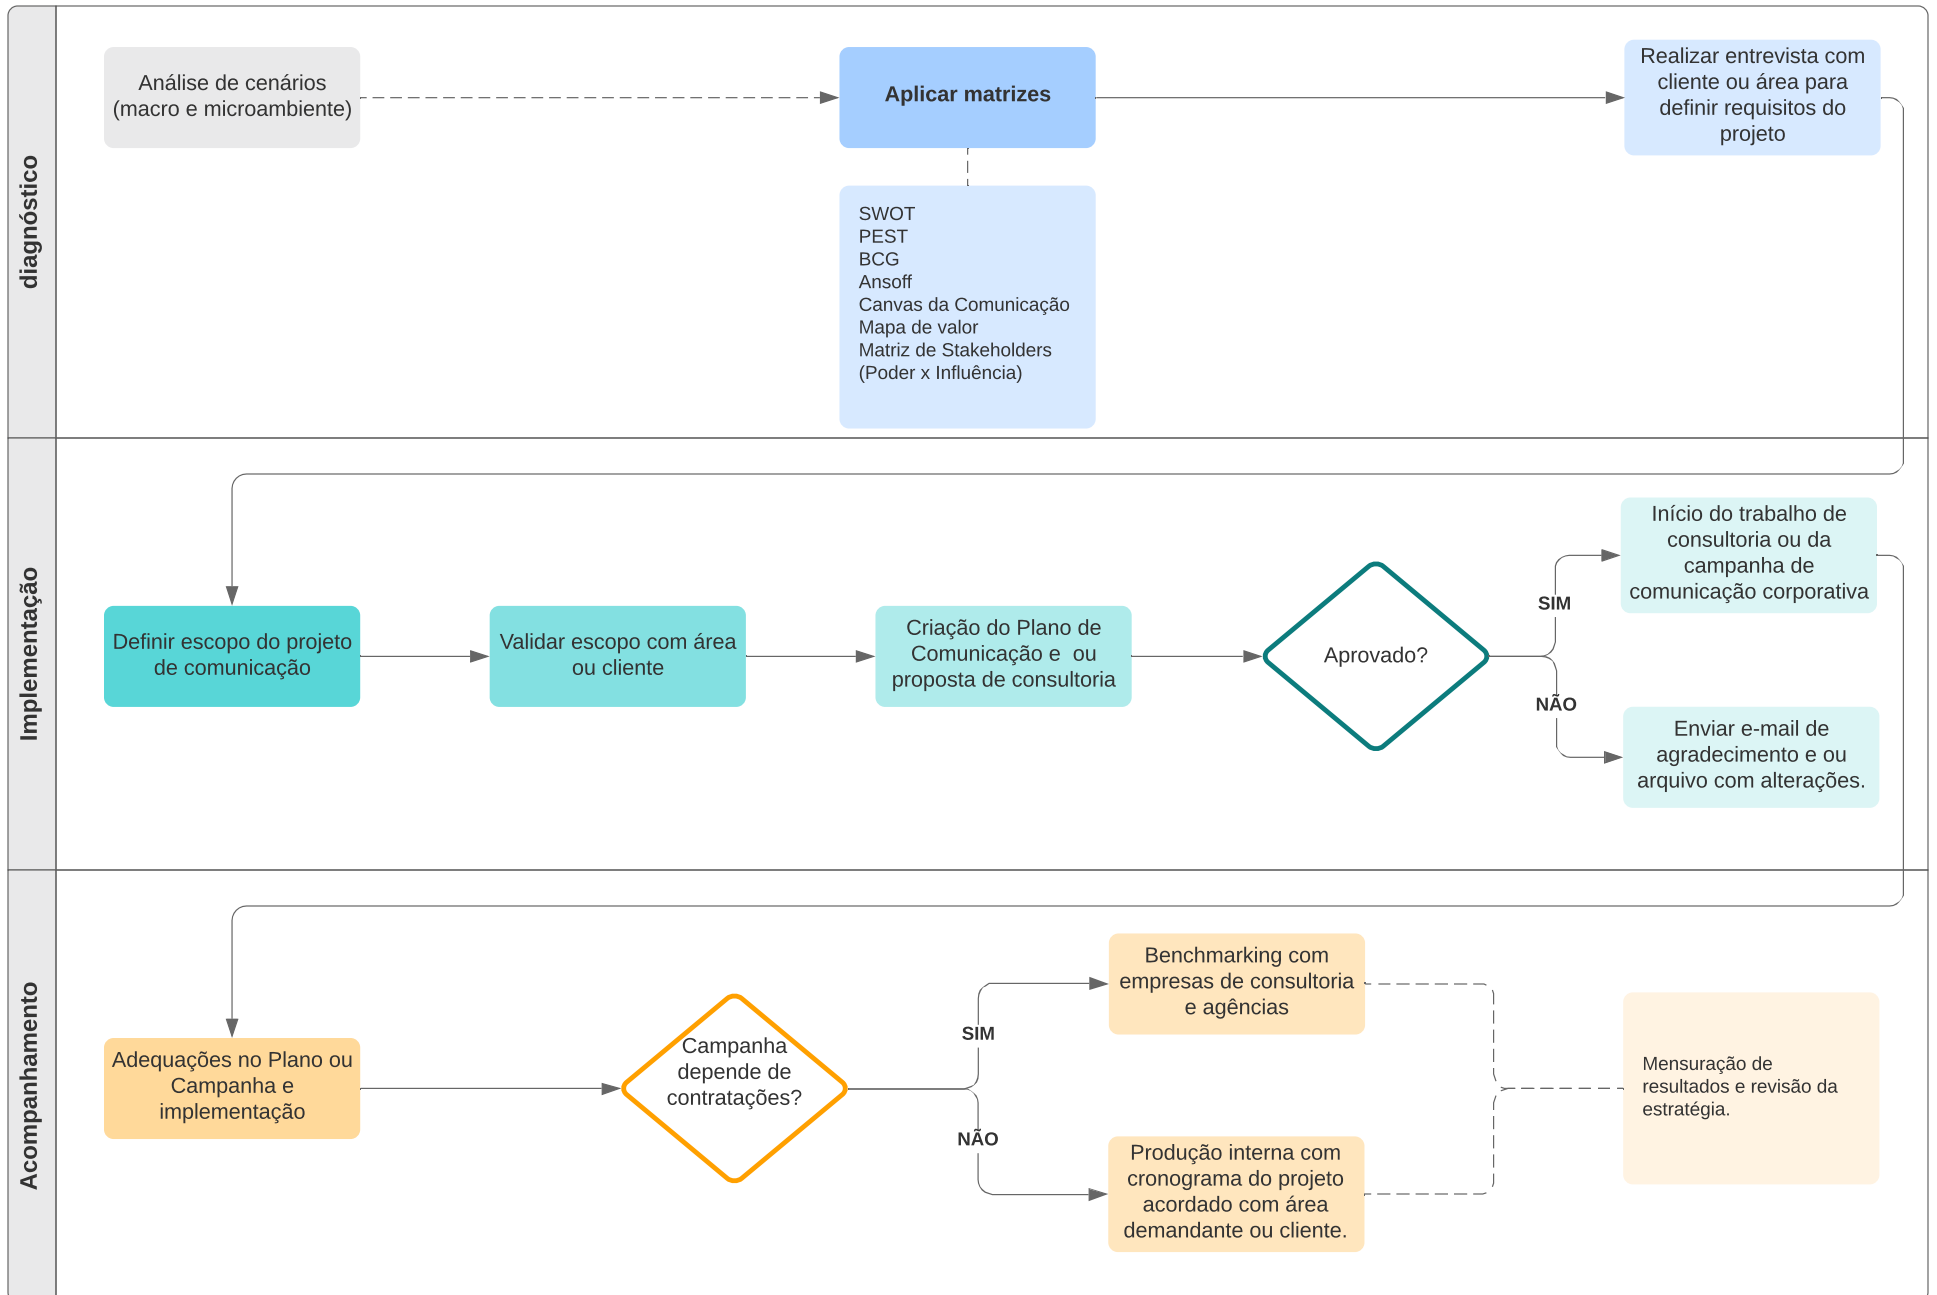 diagnóstico
Análise de cenários
(macro e microambiente)
Aplicar matrizes
Realizar entrevista com
cliente ou área para
definir requisitos do
projeto
SWOT
PEST
BCG
Ansoff
Canvas da Comunicação
Mapa de valor
Matriz de Stakeholders
(Poder x Influência)
Implementação
Definir escopo do projeto
de comunicação
Validar escopo com área
ou cliente
Criação do Plano de
Comunicação e  ou
proposta de consultoria
Aprovado?
SIM
NÃO
Início do trabalho de
consultoria ou da
campanha de
comunicação corporativa
Enviar e-mail de
agradecimento e ou
arquivo com alterações.
Acompanhamento
Adequações no Plano ou
Campanha e
implementação
Campanha
depende de
contratações?
SIM
NÃO
Benchmarking com
empresas de consultoria
e agências
Produção interna com
cronograma do projeto
acordado com área
demandante ou cliente.
Mensuração de
resultados e revisão da
estratégia.